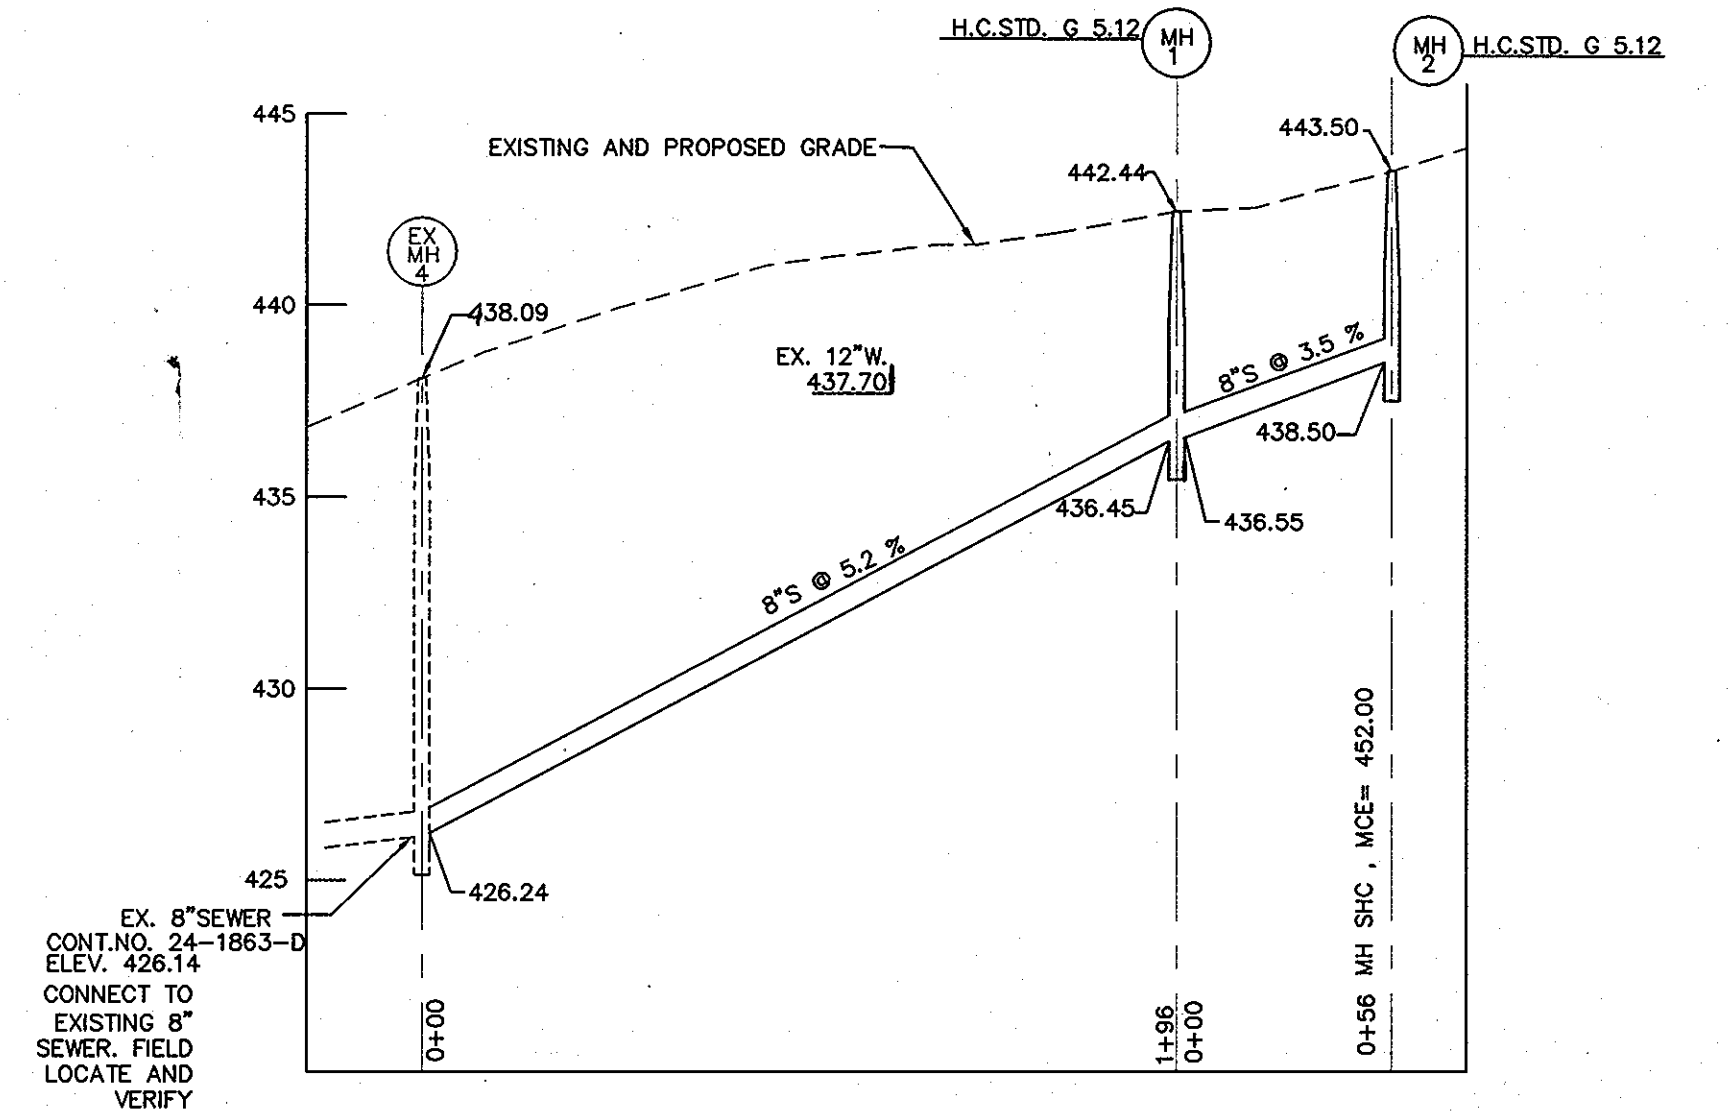 H.C.STD. G 5.12
MH
1
MH
2
H.C.STD. G 5.12
445
EXISTING AND PROPOSED GRADE
443.50
442.44
EX
MH
4
440
438.09
EX. 12"W.
437.70
8"S @ 3.5 %
438.50
435
436.45
436.55
8"S @ 5.2 %
430
425
426.24
EX. 8"SEWER
CONT.NO. 24-1863-D
ELEV. 426.14
CONNECT TO
EXISTING 8"
SEWER. FIELD
LOCATE AND
VERIFY
0+00
1+96
0+00
0+56 MH SHC , MCE= 452.00